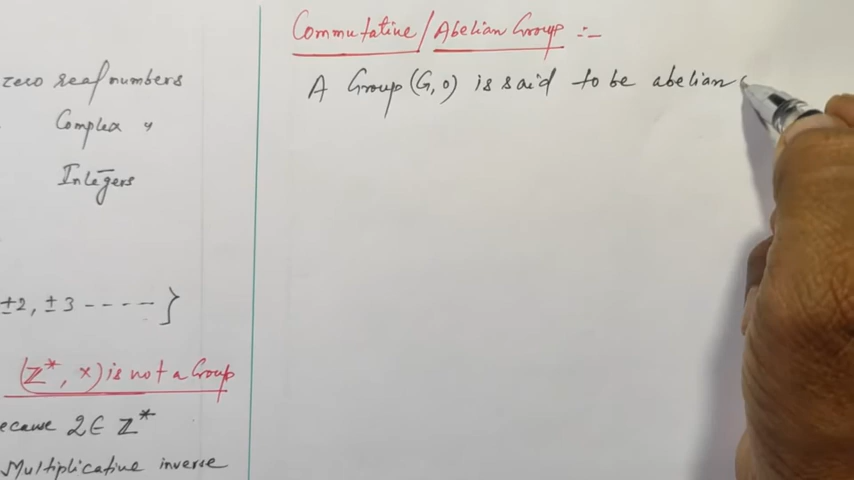 zero real numbers
Complex "
Integers
±2, ±3 - - - - - }
(ℤ*, ×) is not a Group
ecause 2 ∈ ℤ*
Multiplicative inverse
Commutative / Abelian Group :-
A Group (G, o) is said to be abelian